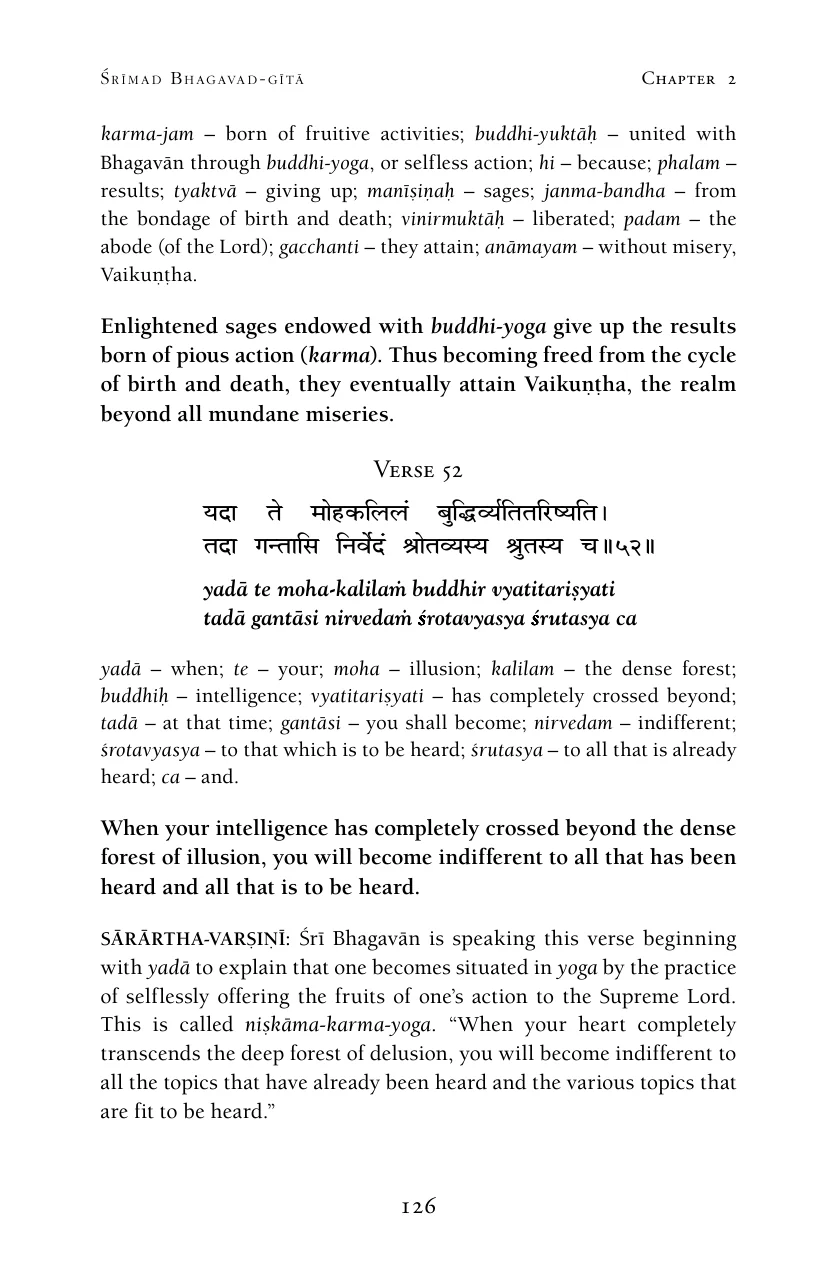 Śrīmad Bhagavad-gītā Chapter 2
karma-jam – born of fruitive activities; buddhi-yuktāḥ – united with
Bhagavān through buddhi-yoga, or selfless action; hi – because; phalam –
results; tyaktvā – giving up; manīṣiṇaḥ – sages; janma-bandha – from
the bondage of birth and death; vinirmuktāḥ – liberated; padam – the
abode (of the Lord); gacchanti – they attain; anāmayam – without misery,
Vaikuṇṭha.
Enlightened sages endowed with buddhi-yoga give up the results
born of pious action (karma). Thus becoming freed from the cycle
of birth and death, they eventually attain Vaikuṇṭha, the realm
beyond all mundane miseries.
Verse 52
यदा ते मोहकलिलं बुद्धिर्व्यतितरिष्यति।
तदा गन्तासि निर्वेदं श्रोतव्यस्य श्रुतस्य च॥५२॥
yadā te moha-kalilaṁ buddhir vyatitariṣyati
tadā gantāsi nirvedaṁ śrotavyasya śrutasya ca
yadā – when; te – your; moha – illusion; kalilam – the dense forest;
buddhiḥ – intelligence; vyatitariṣyati – has completely crossed beyond;
tadā – at that time; gantāsi – you shall become; nirvedam – indifferent;
śrotavyasya – to that which is to be heard; śrutasya – to all that is already
heard; ca – and.
When your intelligence has completely crossed beyond the dense
forest of illusion, you will become indifferent to all that has been
heard and all that is to be heard.
SĀRĀRTHA-VARṢIṆĪ: Śrī Bhagavān is speaking this verse beginning
with yadā to explain that one becomes situated in yoga by the practice
of selflessly offering the fruits of one’s action to the Supreme Lord.
This is called niṣkāma-karma-yoga. “When your heart completely
transcends the deep forest of delusion, you will become indifferent to
all the topics that have already been heard and the various topics that
are fit to be heard.”
126